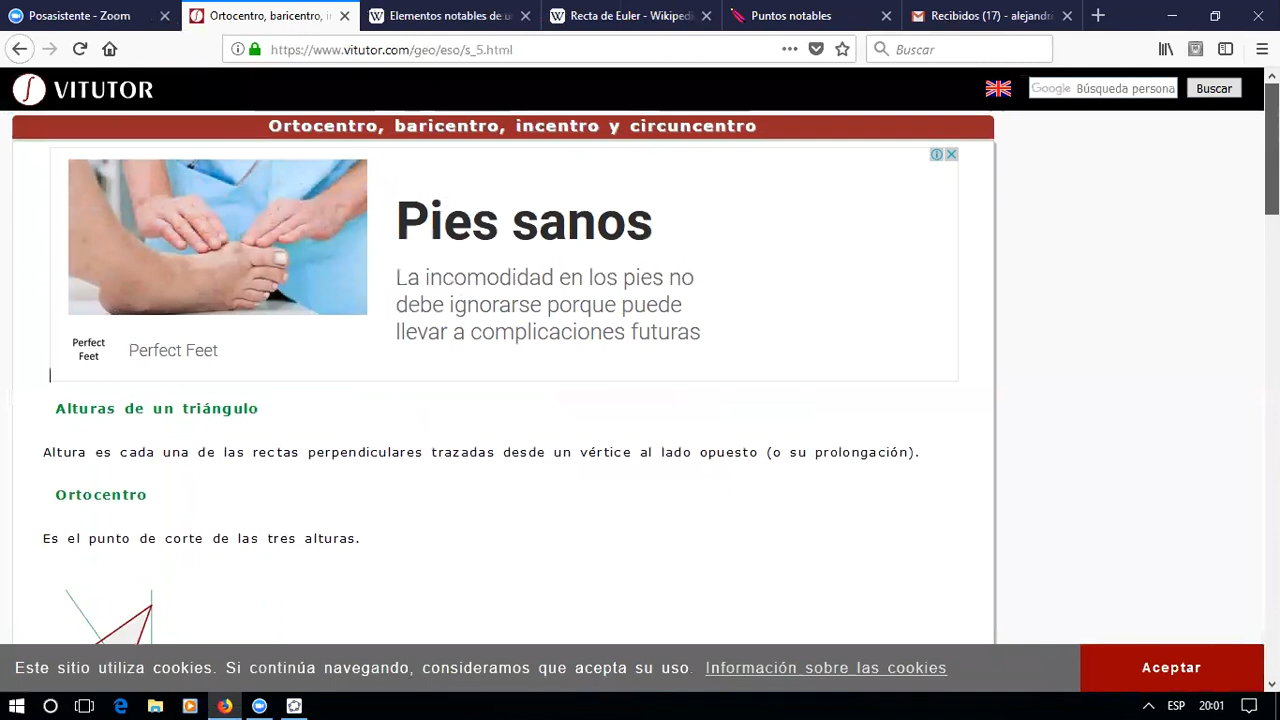 Posasistente - Zoom
Ortocentro, baricentro, i
Elementos notables de u
Recta de Euler - Wikiped
Puntos notables
Recibidos (17) - alejandr
https://www.vitutor.com/geo/eso/s_5.html
Buscar
VITUTOR
Google Búsqueda persona
Buscar
Ortocentro, baricentro, incentro y circuncentro
Pies sanos
La incomodidad en los pies no
debe ignorarse porque puede
llevar a complicaciones futuras
Perfect
Feet
Perfect Feet
Alturas de un triángulo
Altura es cada una de las rectas perpendiculares trazadas desde un vértice al lado opuesto (o su prolongación).
Ortocentro
Es el punto de corte de las tres alturas.
Este sitio utiliza cookies. Si continúa navegando, consideramos que acepta su uso. Información sobre las cookies
Aceptar
ESP
20:01